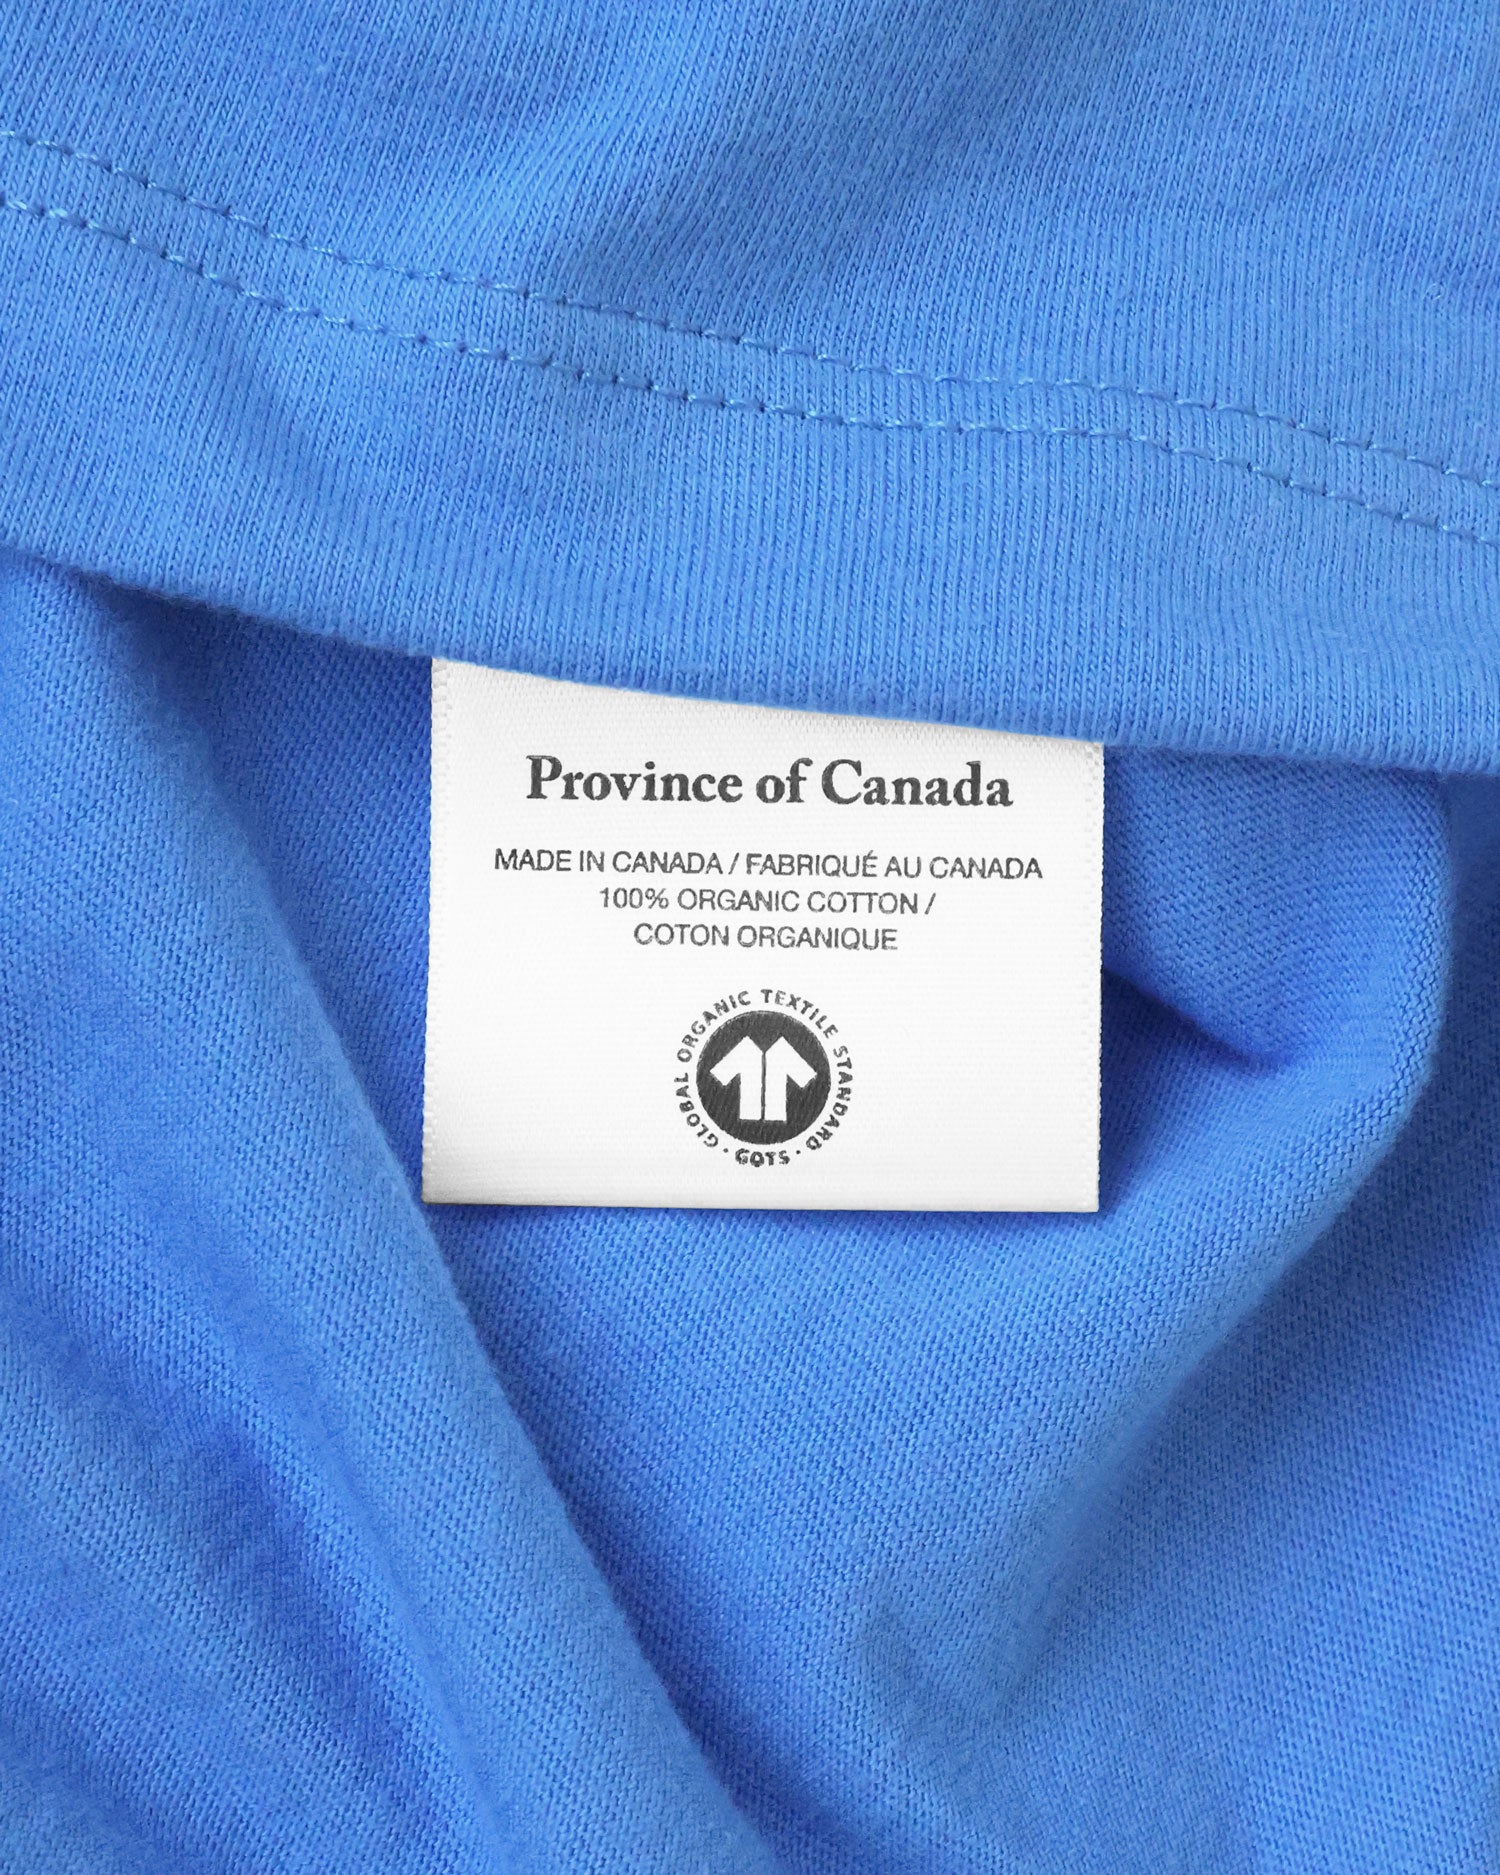 Province of Canada
MADE IN CANADA / FABRIQUÉ AU CANADA
100% ORGANIC COTTON /
COTON ORGANIQUE
GLOBAL ORGANIC TEXTILE STANDARD · GOTS ·